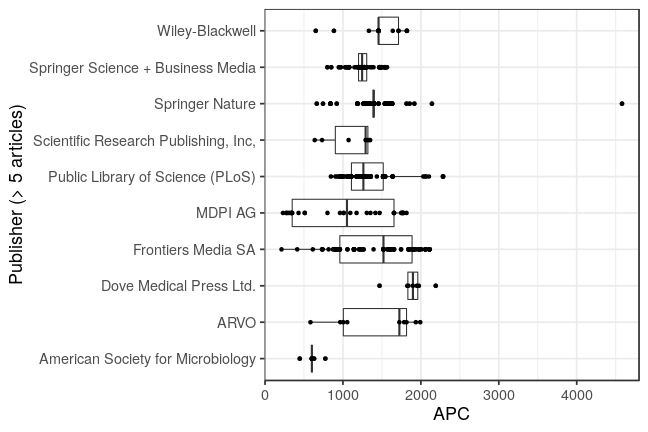 Publisher (> 5 articles)
Wiley-Blackwell
Springer Science + Business Media
Springer Nature
Scientific Research Publishing, Inc,
Public Library of Science (PLoS)
MDPI AG
Frontiers Media SA
Dove Medical Press Ltd.
ARVO
American Society for Microbiology
0 1000 2000 3000 4000
APC